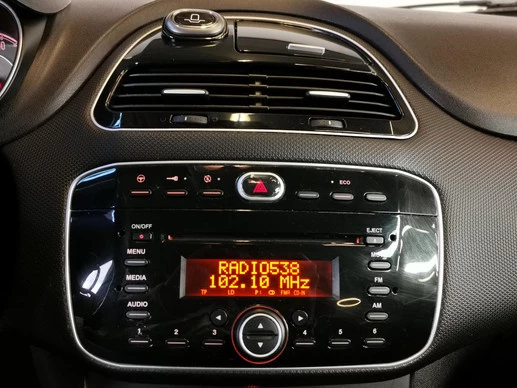 ECO
ON/OFF
EJECT
RADIO538
MENU
102.10 MHz
MEDIA
FM
TP LO
AUDIO
AM
1 2 3 4 5 6